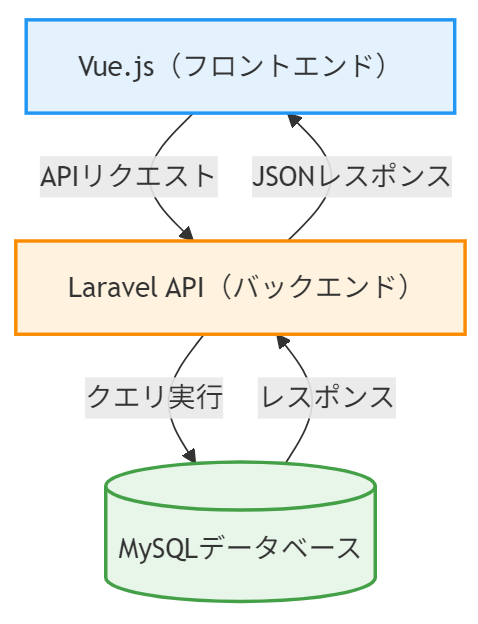 Vue.js（フロントエンド）
APIリクエスト
JSONレスポンス
Laravel API（バックエンド）
クエリ実行
レスポンス
MySQLデータベース